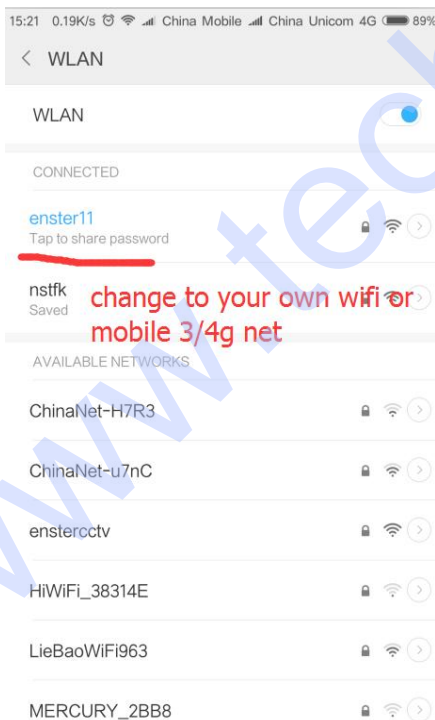 15:21 0.19K/s China Mobile China Unicom 4G 89%
< WLAN
WLAN
CONNECTED
enster11
Tap to share password
nstfk
Saved
change to your own wifi or
mobile 3/4g net
AVAILABLE NETWORKS
ChinaNet-H7R3
ChinaNet-u7nC
enstercctv
HiWiFi_38314E
LieBaoWiFi963
MERCURY_2BB8
www.tec